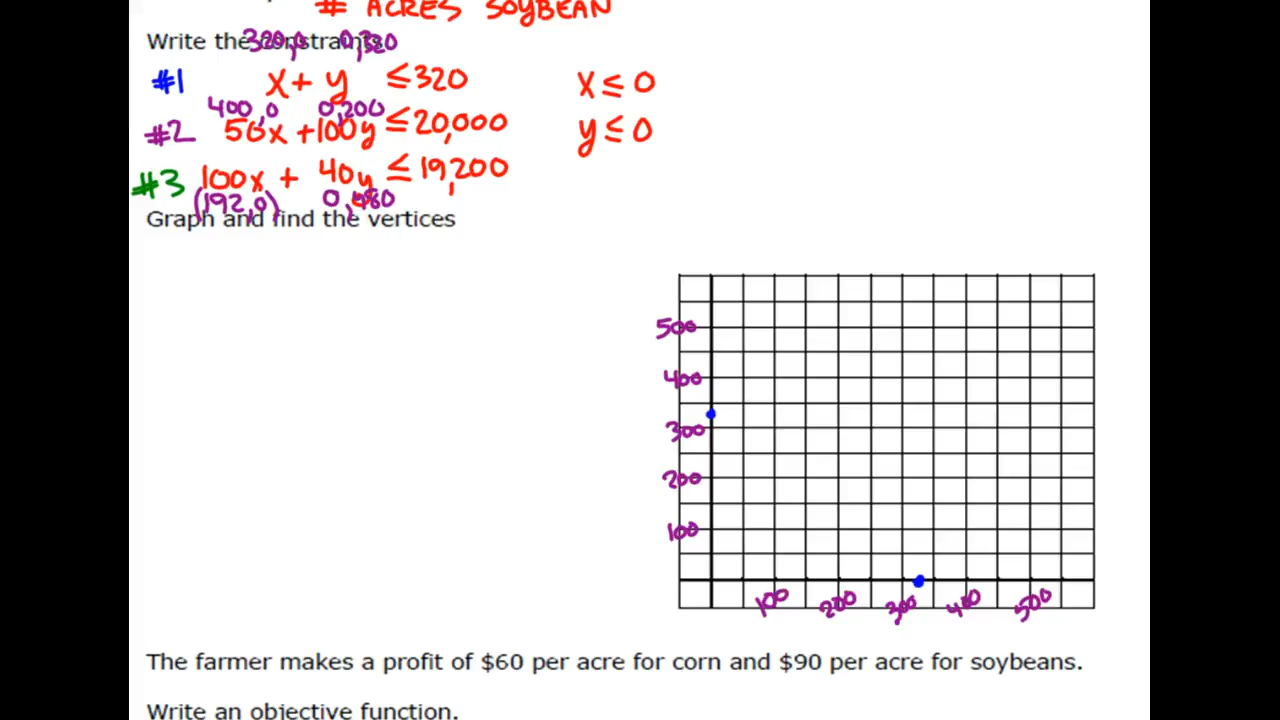 # ACRES SOYBEAN
Write the constraints
320,0 0,320
#1 x + y ≤ 320 x ≤ 0
400,0 0,200
#2 50x + 100y ≤ 20,000 y ≤ 0
#3 100x + 40y ≤ 19,200
(192,0) 0,480
Graph and find the vertices
500
400
300
200
100
100 200 300 400 500
The farmer makes a profit of $60 per acre for corn and $90 per acre for soybeans.
Write an objective function.